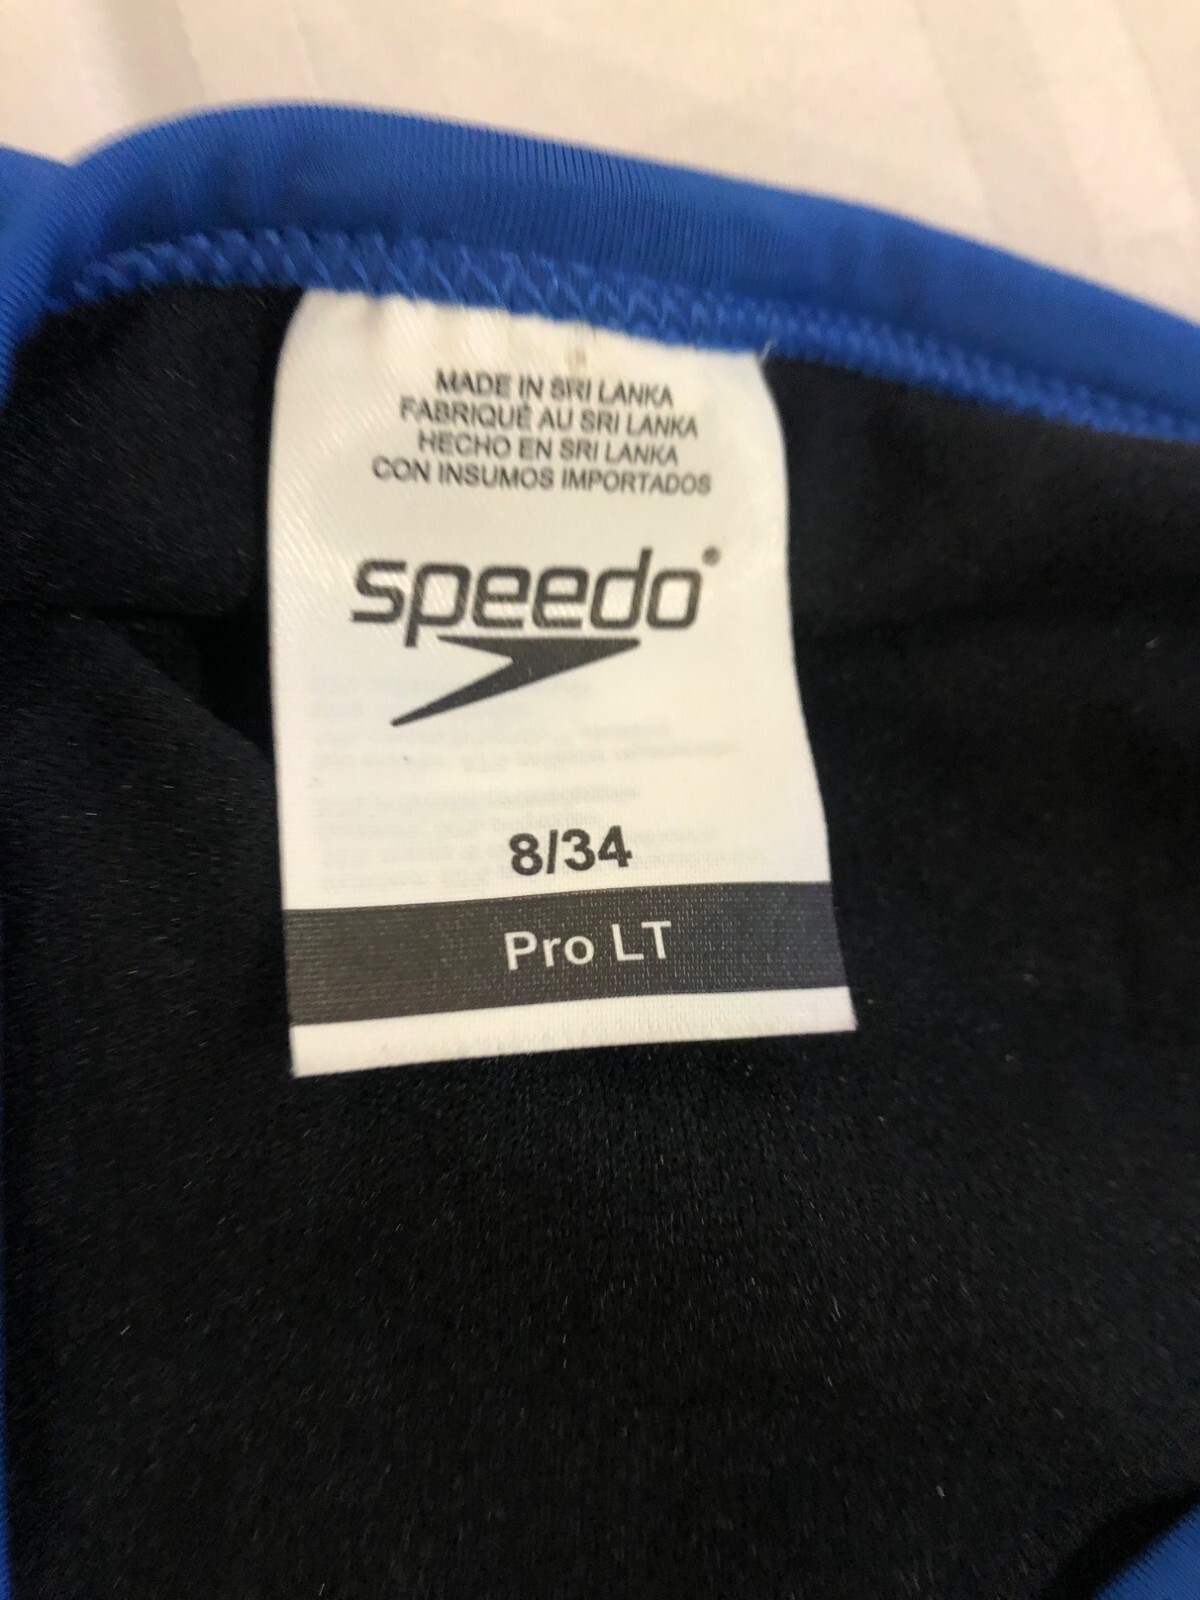 MADE IN SRI LANKA
FABRIQUÉ AU SRI LANKA
HECHO EN SRI LANKA
CON INSUMOS IMPORTADOS
speedo®
8/34
Pro LT